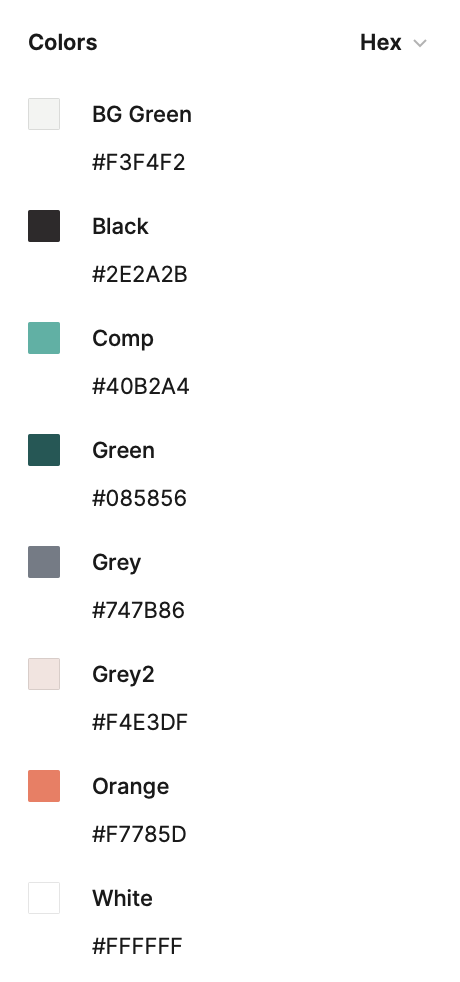 Colors Hex
BG Green
#F3F4F2
Black
#2E2A2B
Comp
#40B2A4
Green
#085856
Grey
#747B86
Grey2
#F4E3DF
Orange
#F7785D
White
#FFFFFF